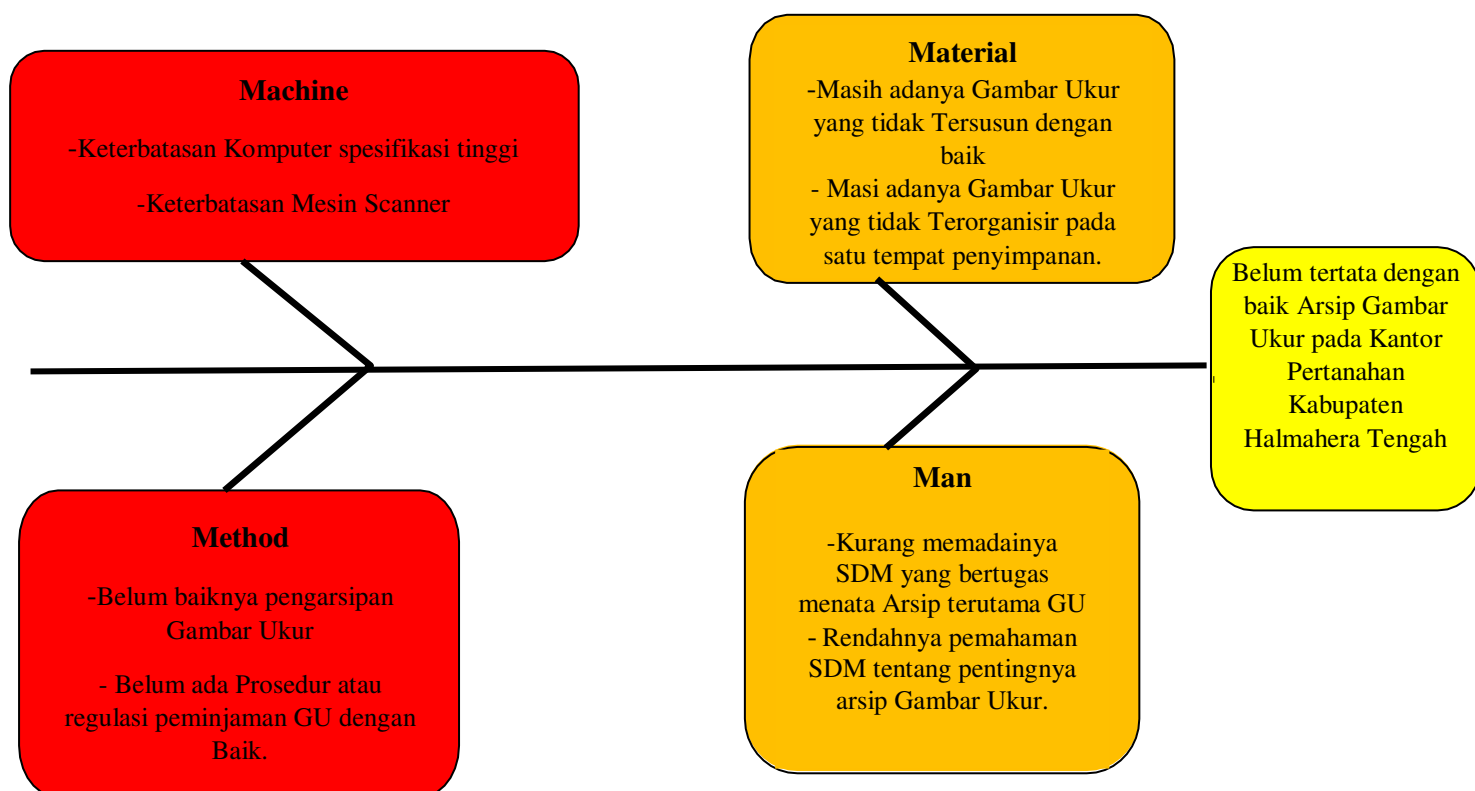 Machine
-Keterbatasan Komputer spesifikasi tinggi
-Keterbatasan Mesin Scanner
Material
-Masih adanya Gambar Ukur
yang tidak Tersusun dengan
baik
- Masi adanya Gambar Ukur
yang tidak Terorganisir pada
satu tempat penyimpanan.
Belum tertata dengan
baik Arsip Gambar
Ukur pada Kantor
Pertanahan
Kabupaten
Halmahera Tengah
Method
-Belum baiknya pengarsipan
Gambar Ukur
- Belum ada Prosedur atau
regulasi peminjaman GU dengan
Baik.
Man
-Kurang memadainya
SDM yang bertugas
menata Arsip terutama GU
- Rendahnya pemahaman
SDM tentang pentingnya
arsip Gambar Ukur.